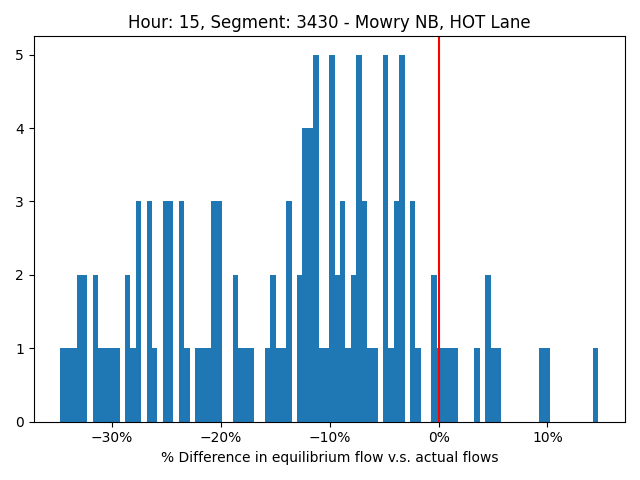 Hour: 15, Segment: 3430 - Mowry NB, HOT Lane
5
4
3
2
1
0
−30% −20% −10% 0% 10%
% Difference in equilibrium flow v.s. actual flows